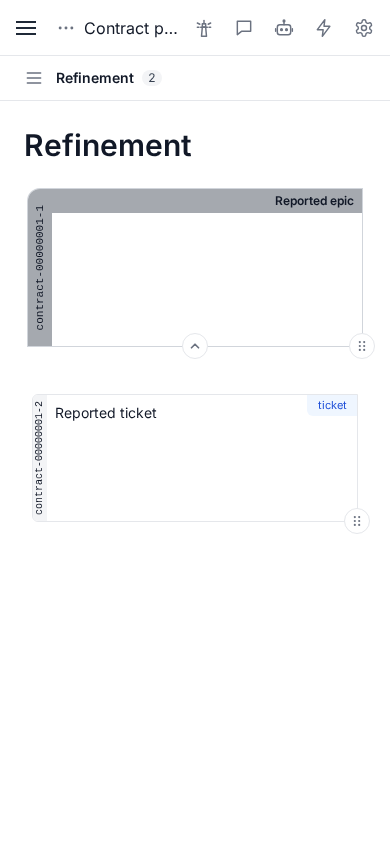 Contract p...
Refinement 2
Refinement
Reported epic
contract-00000001-1
ticket
Reported ticket
contract-00000001-2